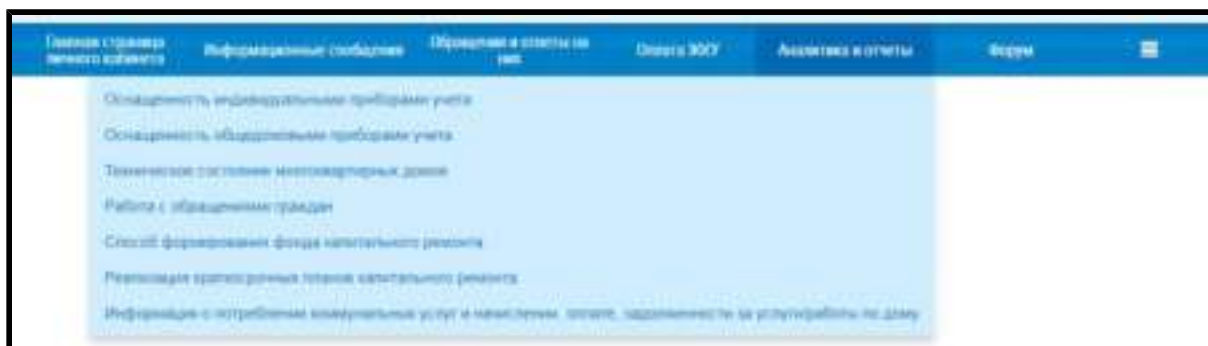 Главная страница
личного кабинета
Информационные сообщения
Обращения и ответы на
них
Оплата ЖКУ
Аналитика и отчеты
Форум
Оснащенность индивидуальными приборами учета
Оснащенность общедомовыми приборами учета
Техническое состояние многоквартирных домов
Работа с обращениями граждан
Способ формирования фонда капитального ремонта
Реализация краткосрочных планов капитального ремонта
Информация о потреблении коммунальных услуг и начислении, оплате, задолженности за услуги/работы по дому